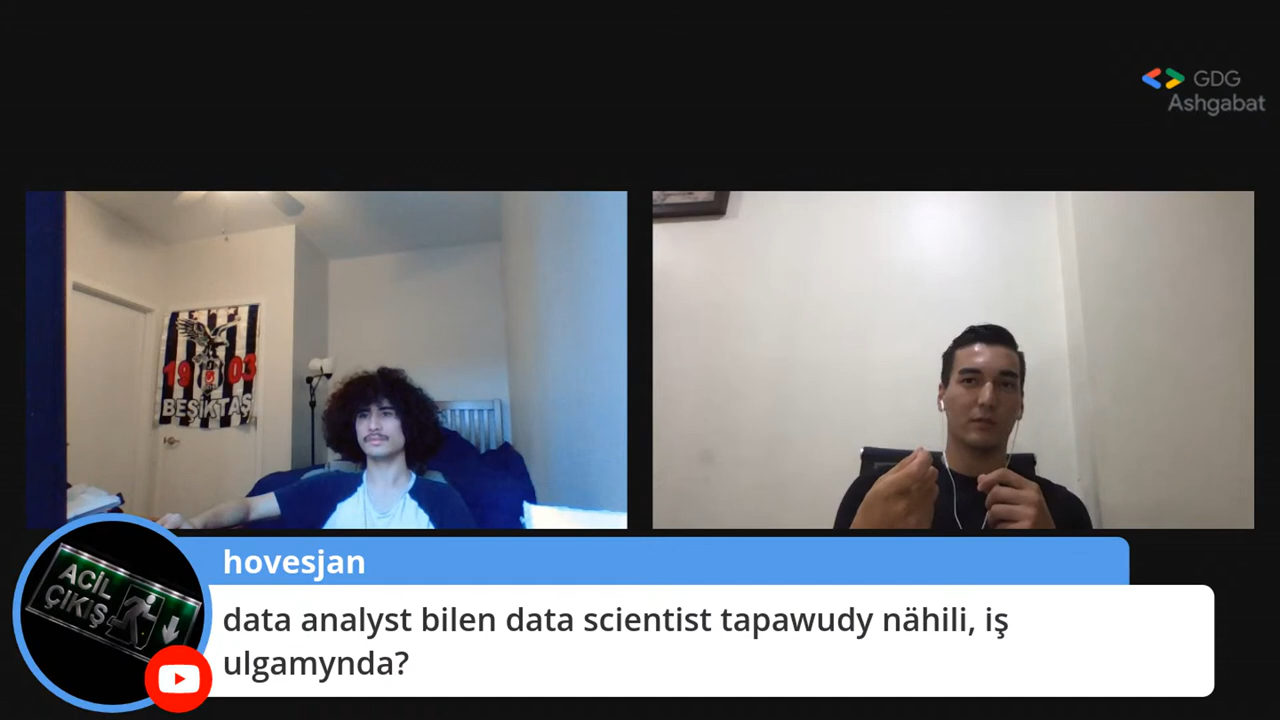 GDG
Ashgabat
1903
BEŞİKTAŞ
hovesjan
ACİL
ÇIKIŞ
data analyst bilen data scientist tapawudy nähili, iş
ulgamynda?